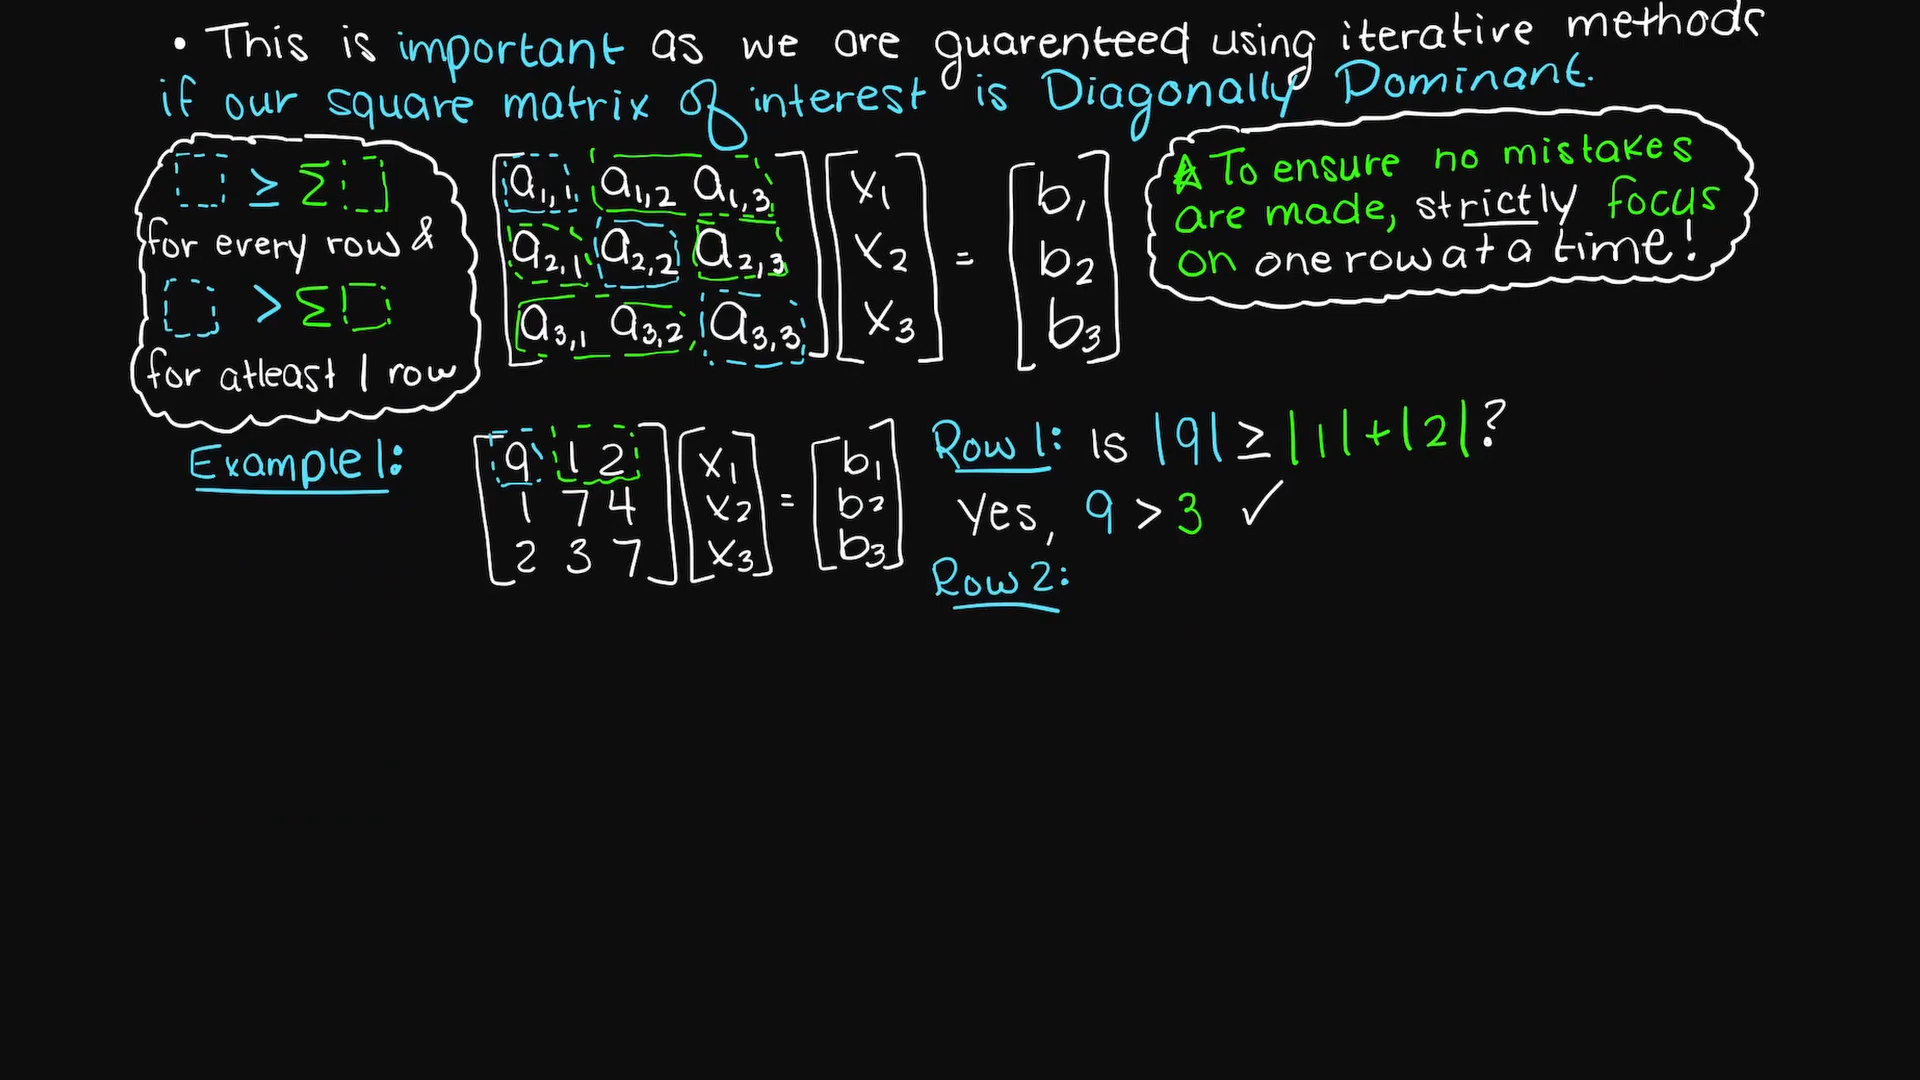 • This is important as we are guarenteed using iterative methods
if our square matrix of interest is Diagonally Dominant.
≥ Σ
for every row &
> Σ
for atleast 1 row
a1,1 a1,2 a1,3
a2,1 a2,2 a2,3
a3,1 a3,2 a3,3
x1
x2
x3
=
b1
b2
b3
To ensure no mistakes
are made, strictly focus
on one row at a time!
Example 1:
9 1 2
1 7 4
2 3 7
x1
x2
x3
=
b1
b2
b3
Row 1: is |9| ≥ |1| + |2|?
Yes, 9 > 3 ✓
Row 2: